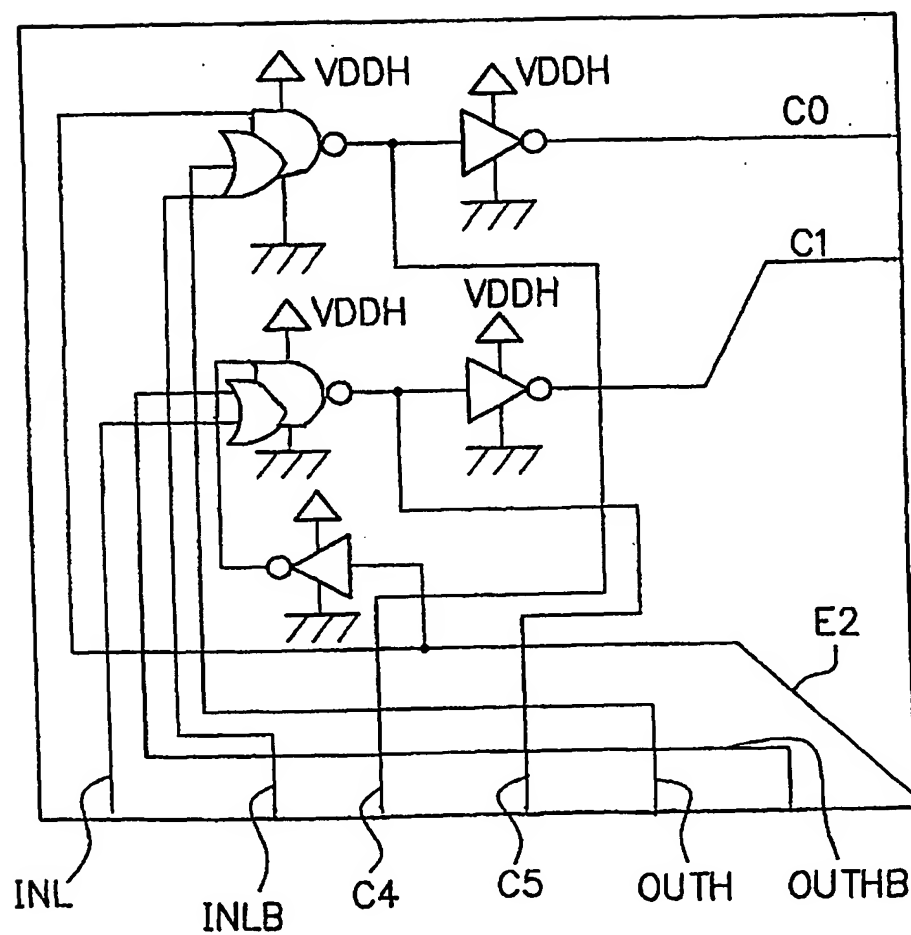 VDDH
VDDH
C0
C1
VDDH
VDDH
E2
INL
INLB
C4
C5
OUTH
OUTHB